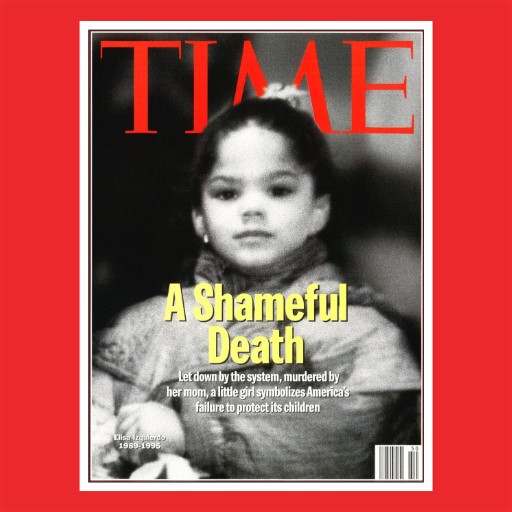 TIME
A Shameful
Death
Let down by the system, murdered by
her mom, a little girl symbolizes America's
failure to protect its children
Elisa Izquierdo
1989-1995
50